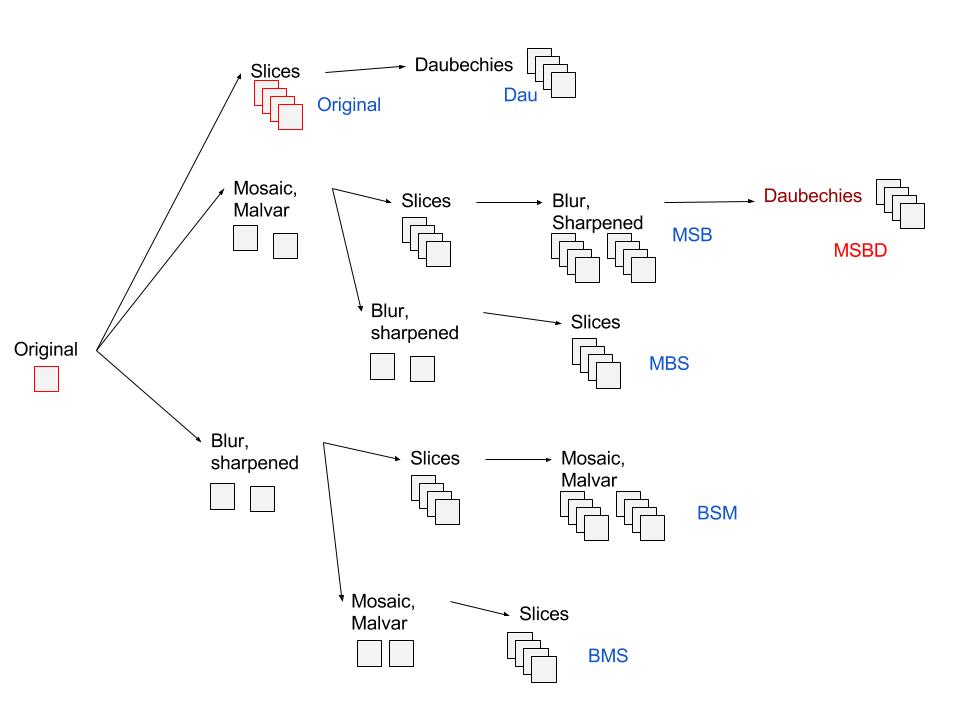 Slices
Original
Daubechies
Dau
Mosaic,
Malvar
Slices
Blur,
Sharpened
MSB
Daubechies
MSBD
Blur,
sharpened
Slices
MBS
Original
Blur,
sharpened
Slices
Mosaic,
Malvar
BSM
Mosaic,
Malvar
Slices
BMS